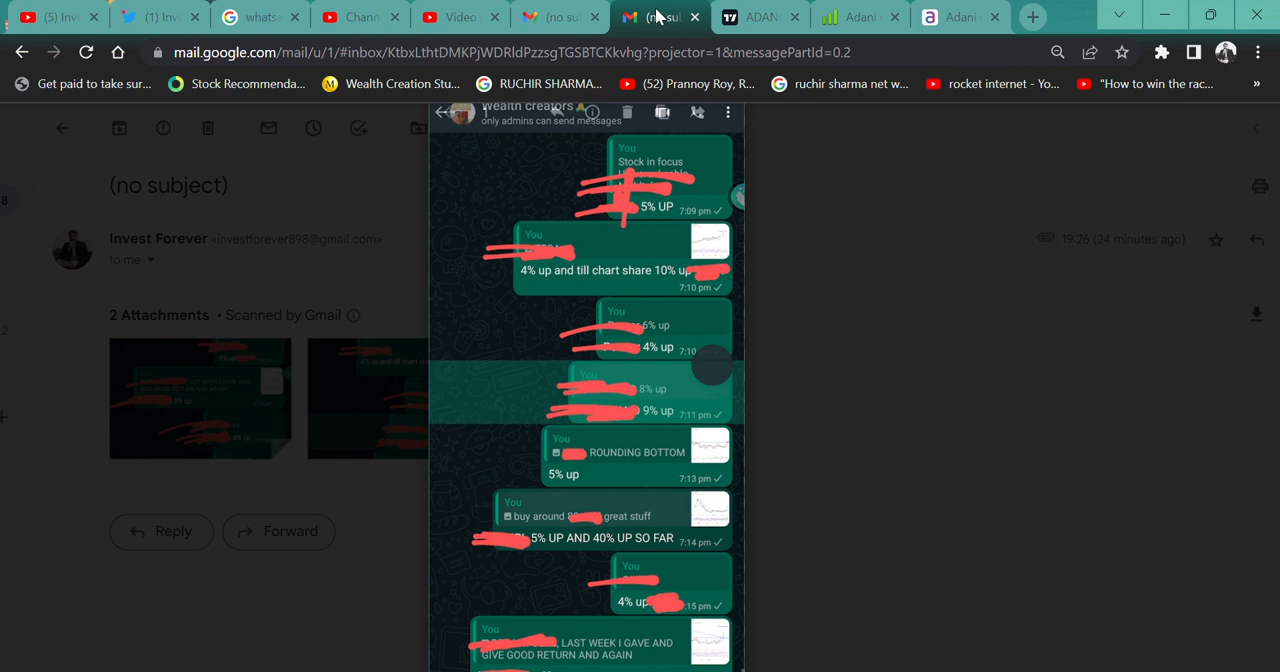 (5) Inve
(1) Inve
whatsa
Chann
Video
(no sul
(no sul
ADANI
Adani
Adani
mail.google.com/mail/u/1/#inbox/KtbxLthtDMKPjWDRldPzzsgTGSBTCKkvhg?projector=1&messagePartId=0.2
Get paid to take sur...
Stock Recommenda...
Wealth Creation Stu...
RUCHIR SHARMA...
(52) Prannoy Roy, R...
ruchir sharma net w...
rocket internet - Yo...
"How to win the rac...
»
Wealth creators
only admins can send messages
1
(no subject)
Invest Forever <investforever898@gmail.com>
to me
19:26 (24 minutes ago)
2 Attachments • Scanned by Gmail
Reply
Forward
You
Stock in focus
5% UP
7:09 pm
You
4% up and till chart share 10% up
7:10 pm
You
6% up
4% up
7:10
You
8% up
9% up
7:11 pm
You
ROUNDING BOTTOM
5% up
7:13 pm
You
buy around great stuff
5% UP AND 40% UP SO FAR
7:14 pm
You
4% up
:15 pm
You
, LAST WEEK I GAVE AND
GIVE GOOD RETURN AND AGAIN